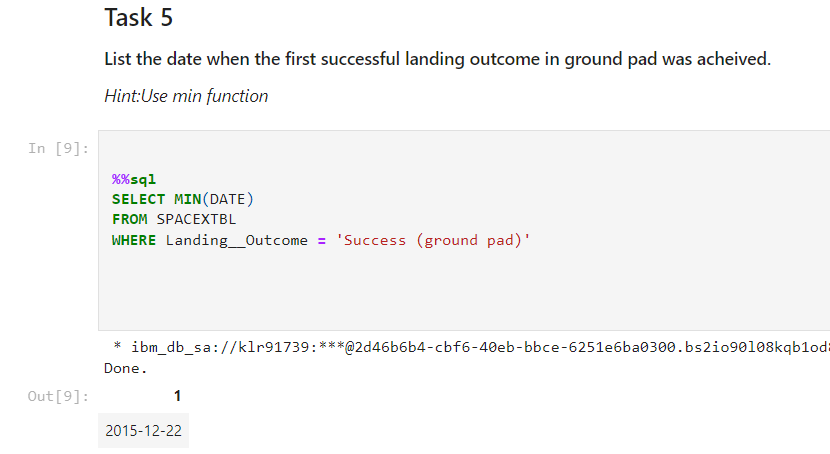 Task 5
List the date when the first successful landing outcome in ground pad was acheived.
Hint:Use min function
In [9]:
%%sql
SELECT MIN(DATE)
FROM SPACEXTBL
WHERE Landing__Outcome = 'Success (ground pad)'
* ibm_db_sa://klr91739:***@2d46b6b4-cbf6-40eb-bbce-6251e6ba0300.bs2io90l08kqb1od8
Done.
Out[9]:
1
2015-12-22